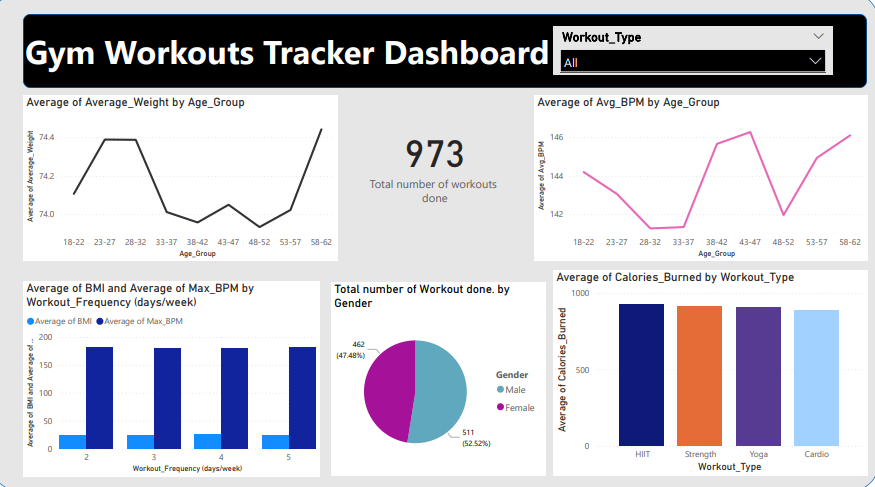 Gym Workouts Tracker Dashboard
Workout_Type
All
Average of Average_Weight by Age_Group
Average of Average_Weight
74.4
74.2
74.0
18-22 23-27 28-32 33-37 38-42 43-47 48-52 53-57 58-62
Age_Group
973
Total number of workouts
done
Average of Avg_BPM by Age_Group
Average of Avg_BPM
146
144
142
18-22 23-27 28-32 33-37 38-42 43-47 48-52 53-57 58-62
Age_Group
Average of BMI and Average of Max_BPM by
Workout_Frequency (days/week)
Average of BMI Average of Max_BPM
Average of BMI and Average of ...
200
150
100
50
0
2 3 4 5
Workout_Frequency (days/week)
Total number of Workout done. by
Gender
462
(47.48%)
511
(52.52%)
Gender
Male
Female
Average of Calories_Burned by Workout_Type
Average of Calories_Burned
1000
500
0
HIIT Strength Yoga Cardio
Workout_Type